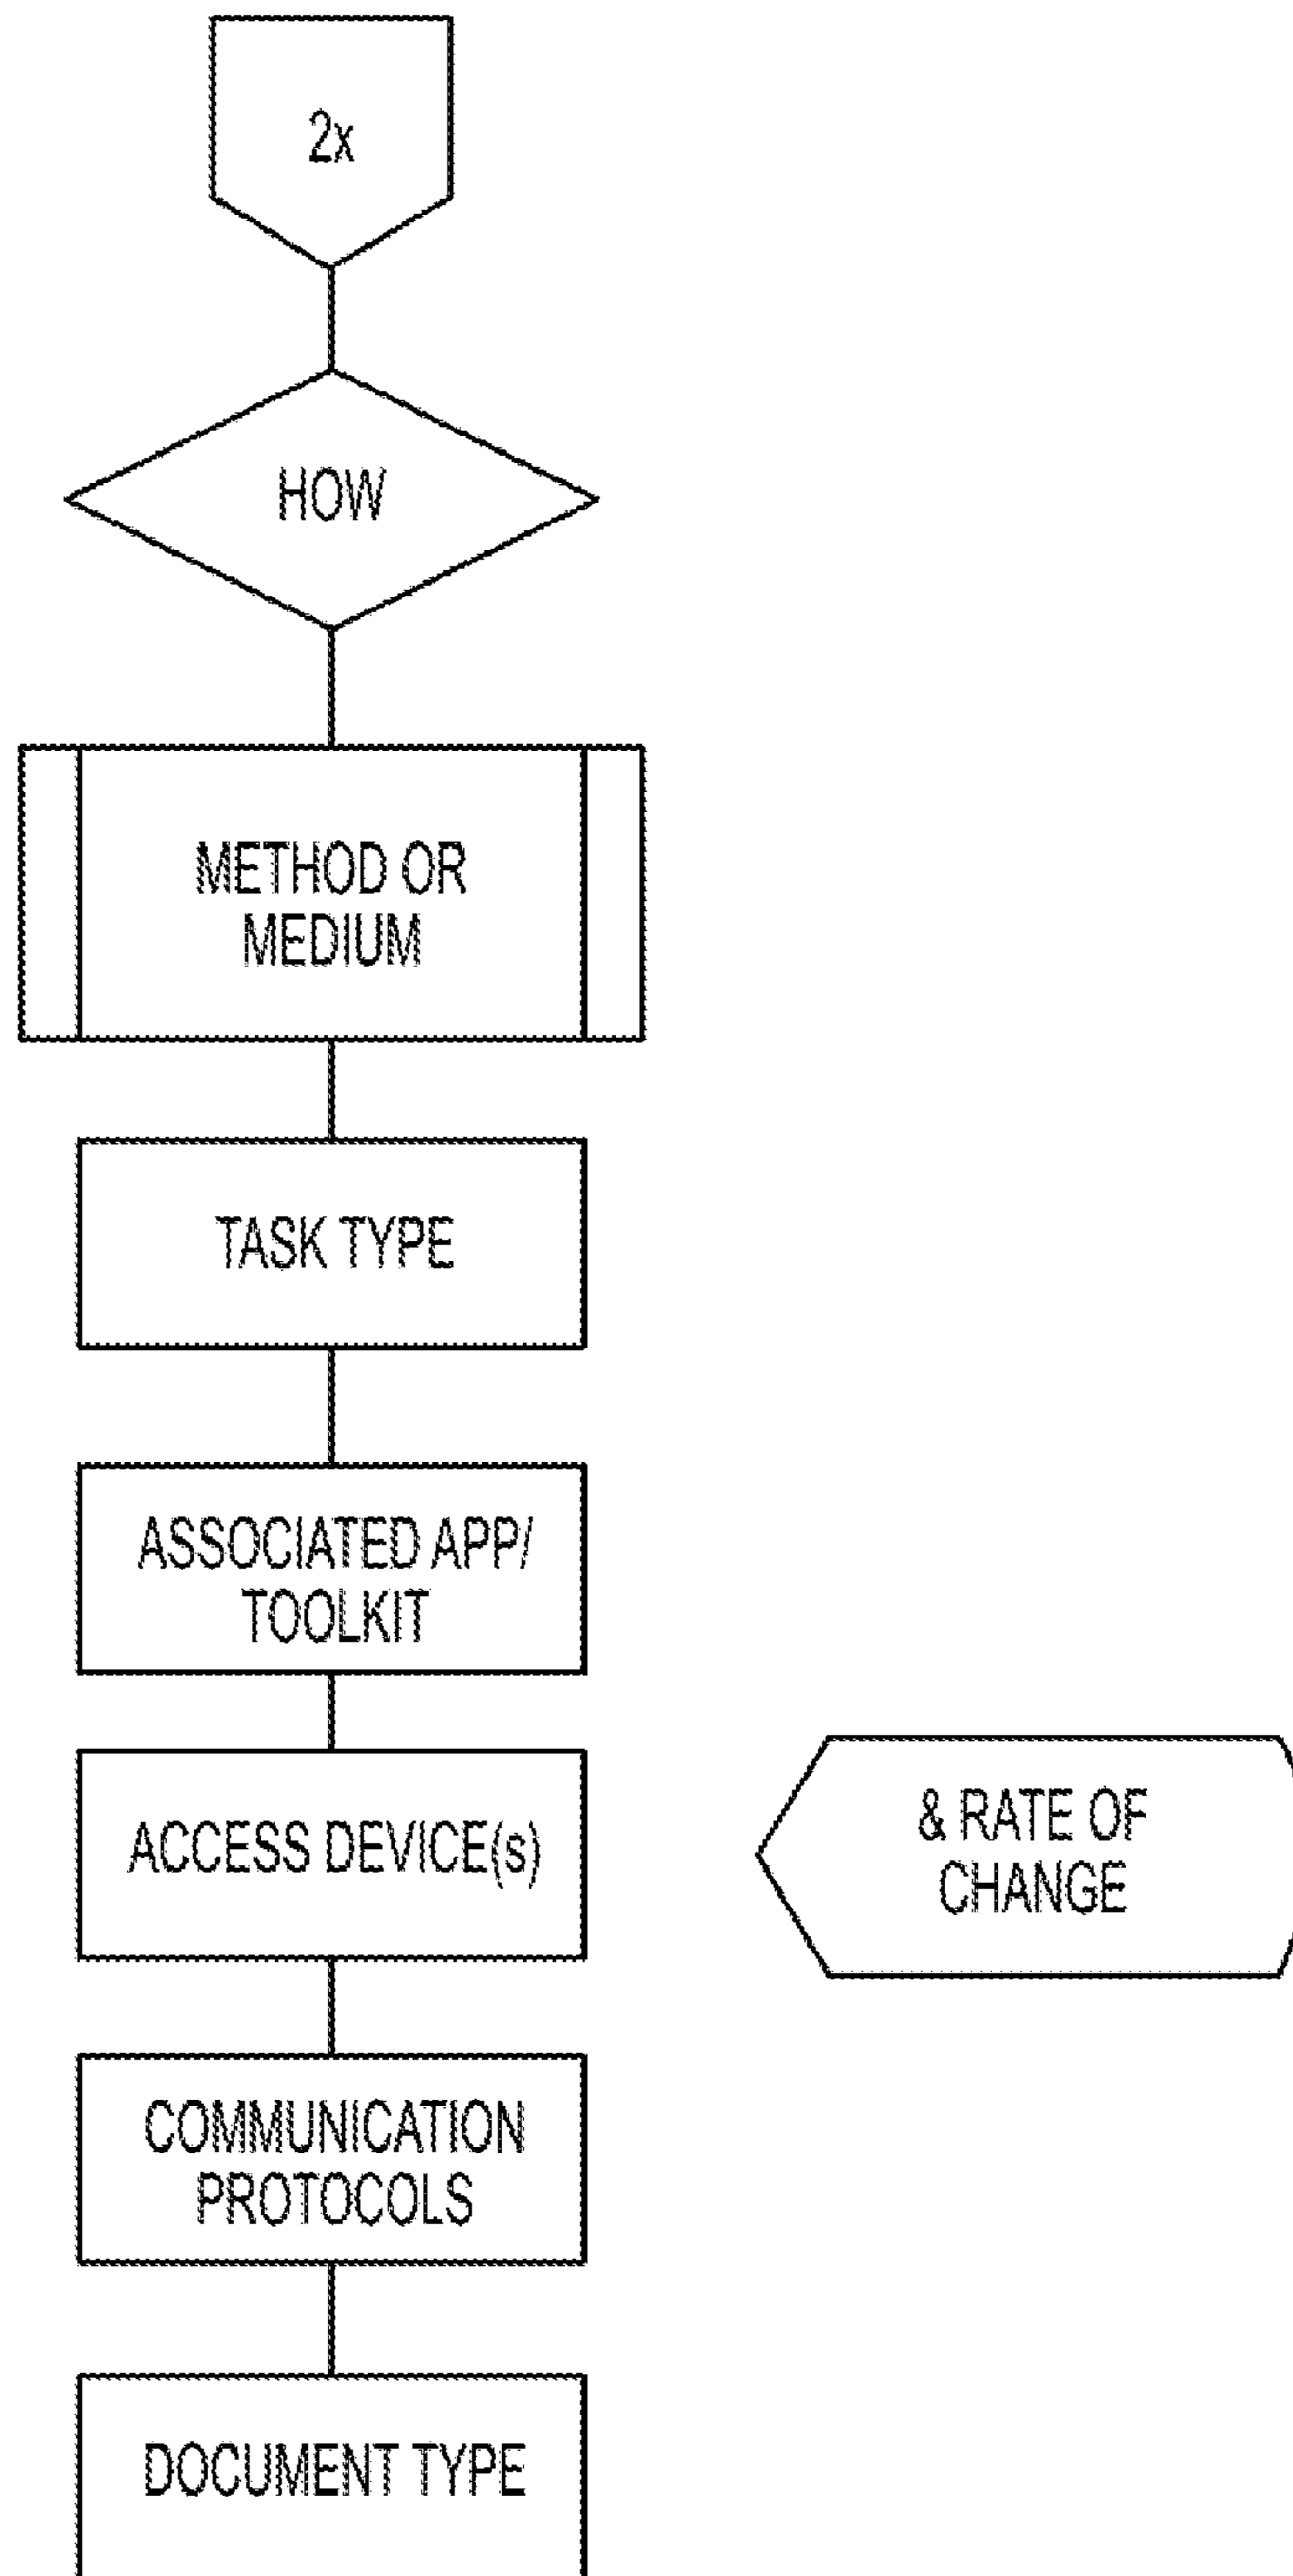 2x
HOW
METHOD OR
MEDIUM
TASK TYPE
ASSOCIATED APP/
TOOLKIT
ACCESS DEVICE(s)
& RATE OF
CHANGE
COMMUNICATION
PROTOCOLS
DOCUMENT TYPE